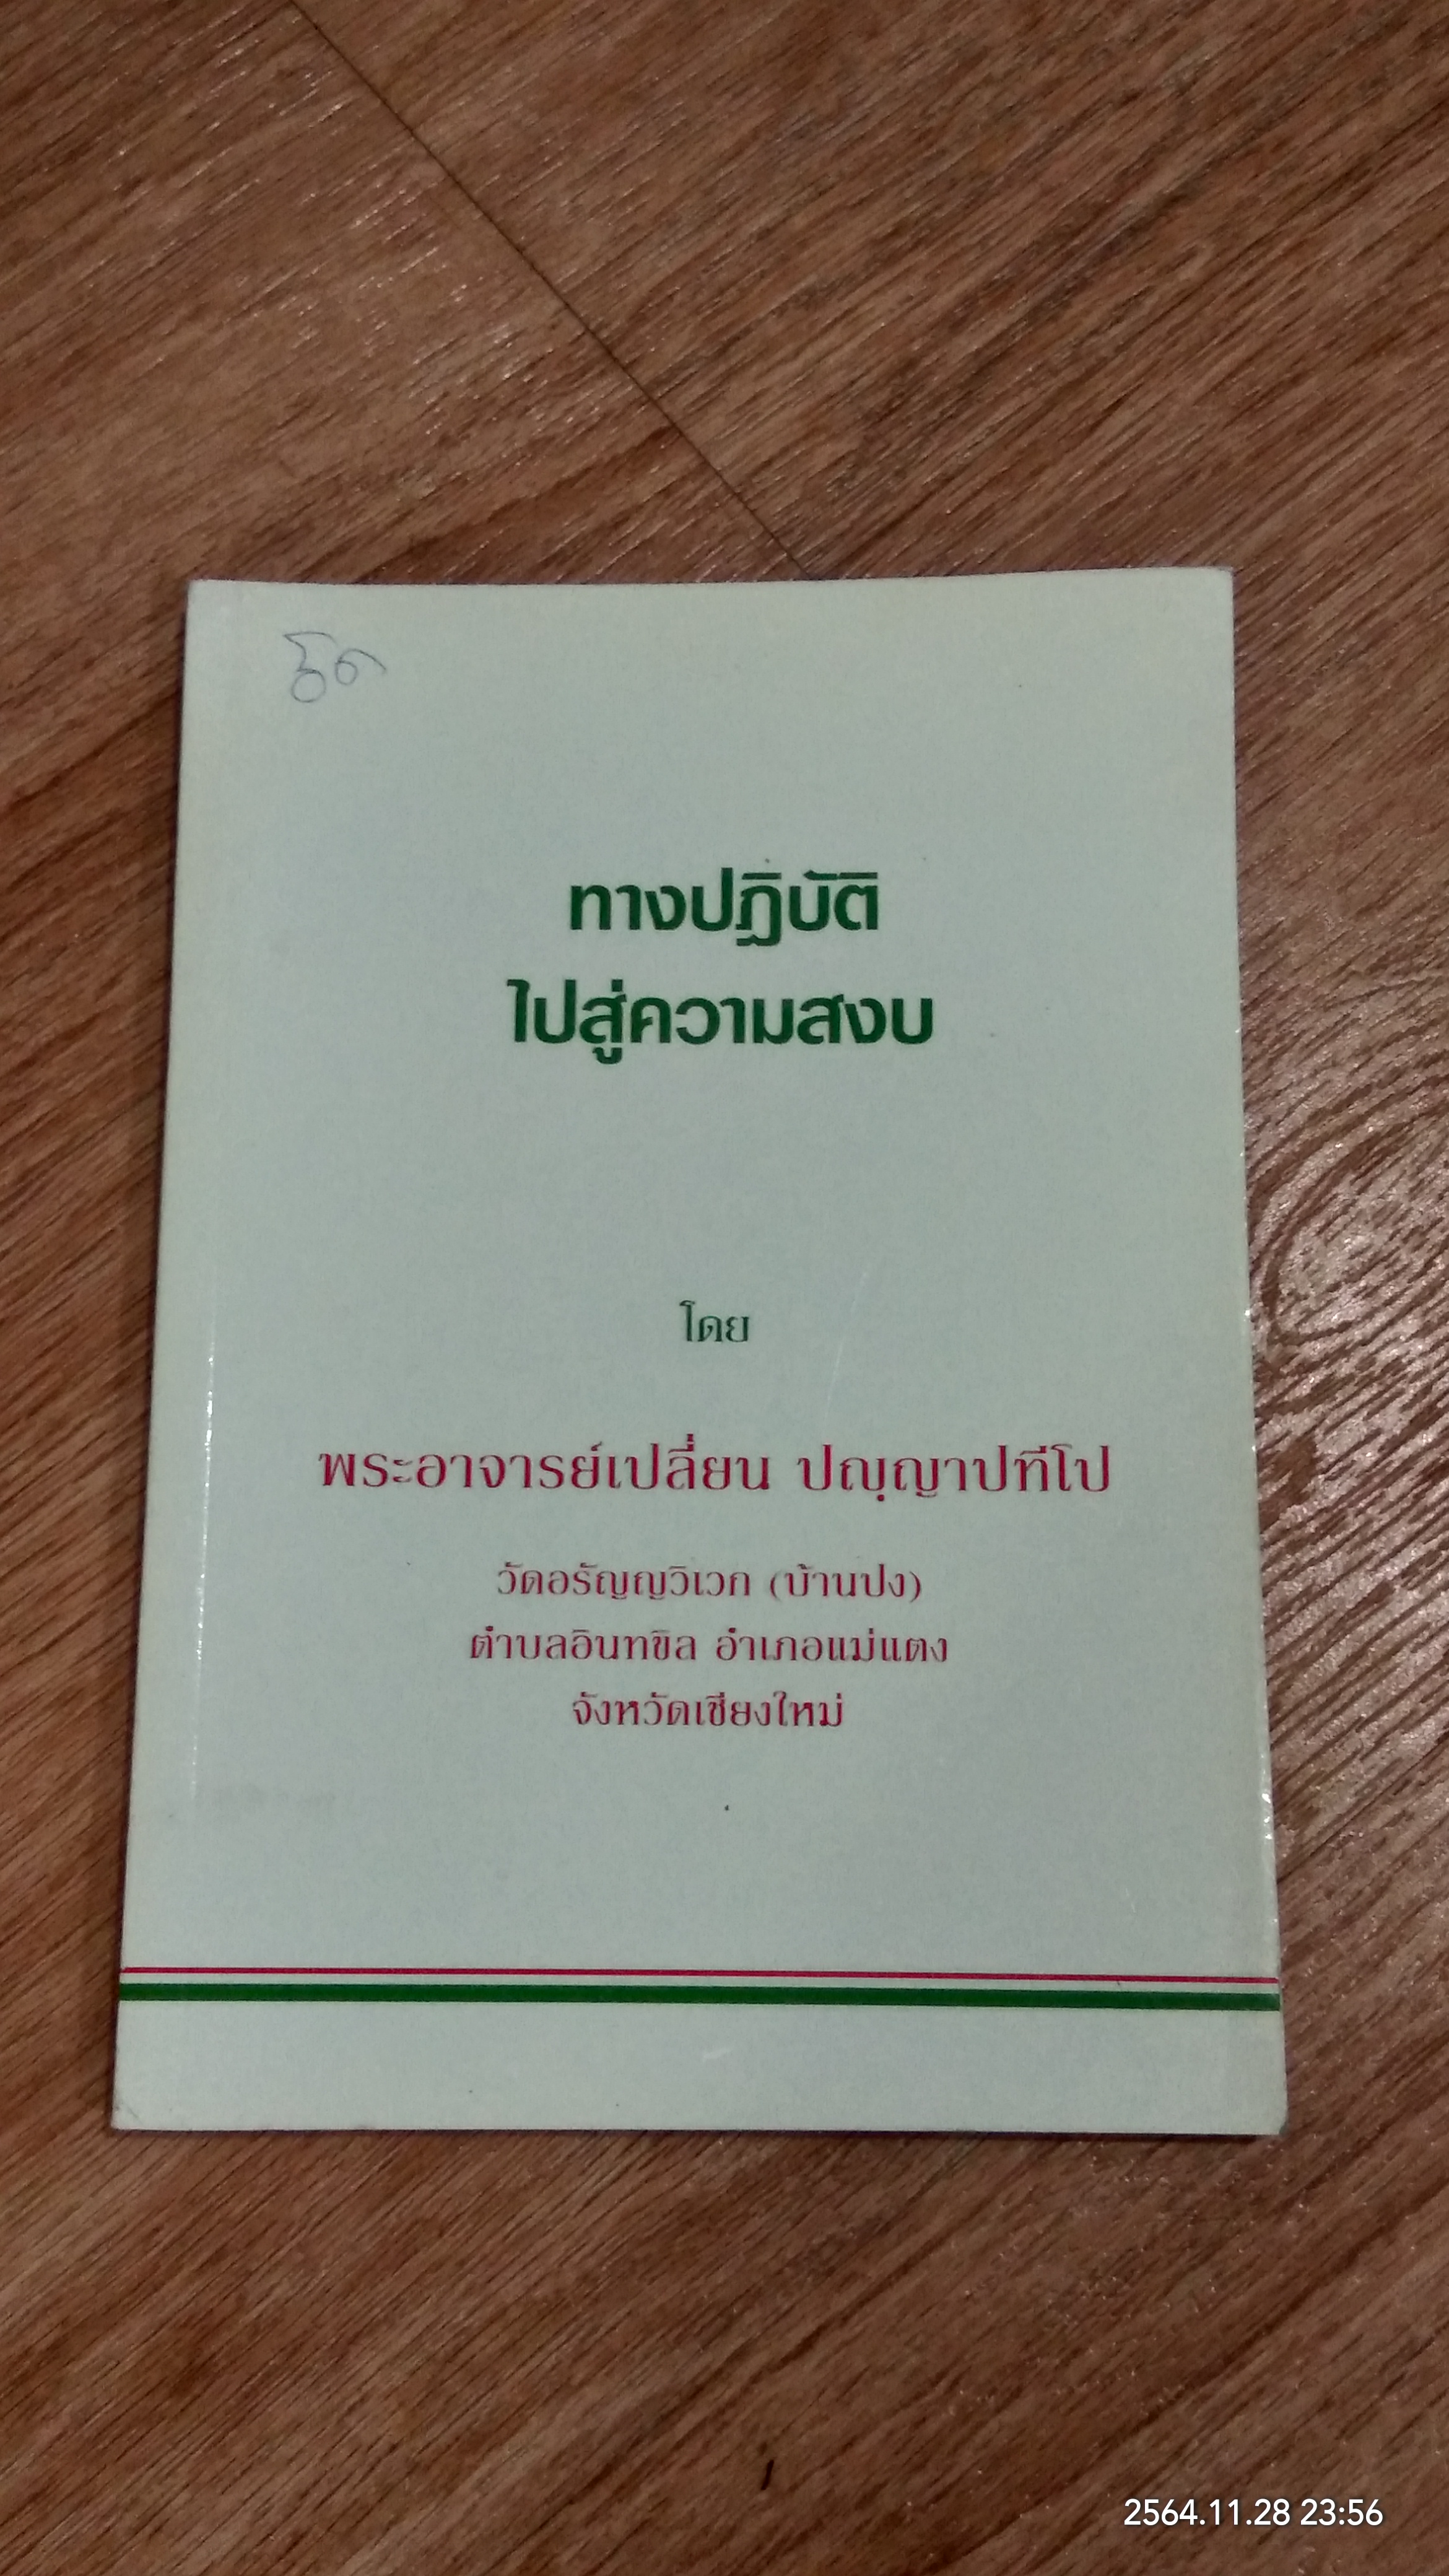 ทางปฏิบัติ
ไปสู่ความสงบ
โดย
พระอาจารย์เปลี่ยน ปญฺญาปทีโป
วัดอรัญญวิเวก (บ้านปง)
ตำบลอินทขิล อำเภอแม่แตง
จังหวัดเชียงใหม่
2564.11.28 23:56